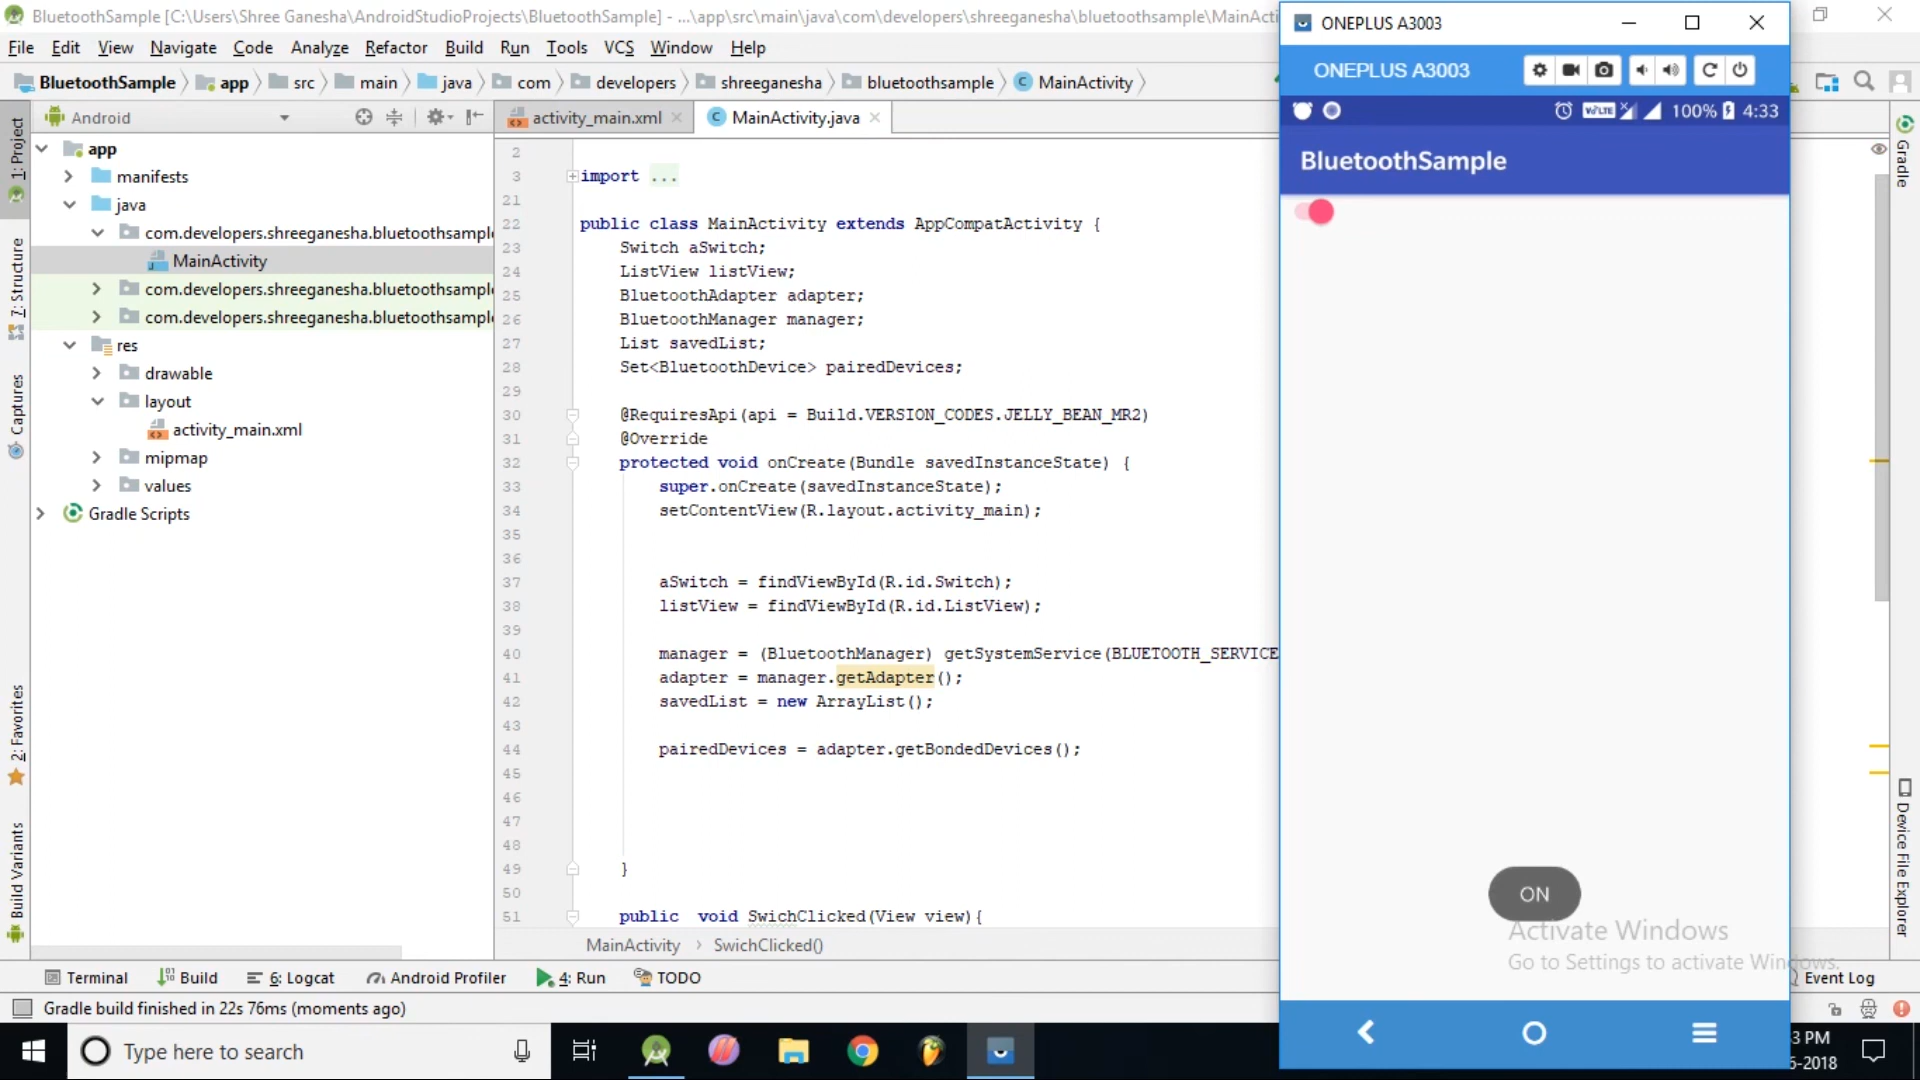 BluetoothSample [C:\Users\Shree Ganesha\AndroidStudioProjects\BluetoothSample] - ...\app\src\main\java\com\developers\shreeganesha\bluetoothsample\MainActi
File Edit View Navigate Code Analyze Refactor Build Run Tools VCS Window Help
BluetoothSample app src main java com developers shreeganesha bluetoothsample MainActivity
Android
activity_main.xml
MainActivity.java
1: Project
7: Structure
Captures
2: Favorites
Build Variants
app
manifests
java
com.developers.shreeganesha.bluetoothsampl
MainActivity
com.developers.shreeganesha.bluetoothsampl
com.developers.shreeganesha.bluetoothsampl
res
drawable
layout
activity_main.xml
mipmap
values
Gradle Scripts
2
3 import ...
21
22 public class MainActivity extends AppCompatActivity {
23 Switch aSwitch;
24 ListView listView;
25 BluetoothAdapter adapter;
26 BluetoothManager manager;
27 List savedList;
28 Set<BluetoothDevice> pairedDevices;
29
30 @RequiresApi(api = Build.VERSION_CODES.JELLY_BEAN_MR2)
31 @Override
32 protected void onCreate(Bundle savedInstanceState) {
33 super.onCreate(savedInstanceState);
34 setContentView(R.layout.activity_main);
35
36
37 aSwitch = findViewById(R.id.Switch);
38 listView = findViewById(R.id.ListView);
39
40 manager = (BluetoothManager) getSystemService(BLUETOOTH_SERVICE
41 adapter = manager.getAdapter();
42 savedList = new ArrayList();
43
44 pairedDevices = adapter.getBondedDevices();
45
46
47
48
49 }
50
51 public void SwichClicked(View view){
MainActivity SwichClicked()
ONEPLUS A3003
ONEPLUS A3003
VoLTE 100% 4:33
BluetoothSample
ON
Activate Windows
Go to Settings to activate Windows.
Gradle
Device File Explorer
Terminal Build 6: Logcat Android Profiler 4: Run TODO
Event Log
Gradle build finished in 22s 76ms (moments ago)
Type here to search
3 PM
6-2018